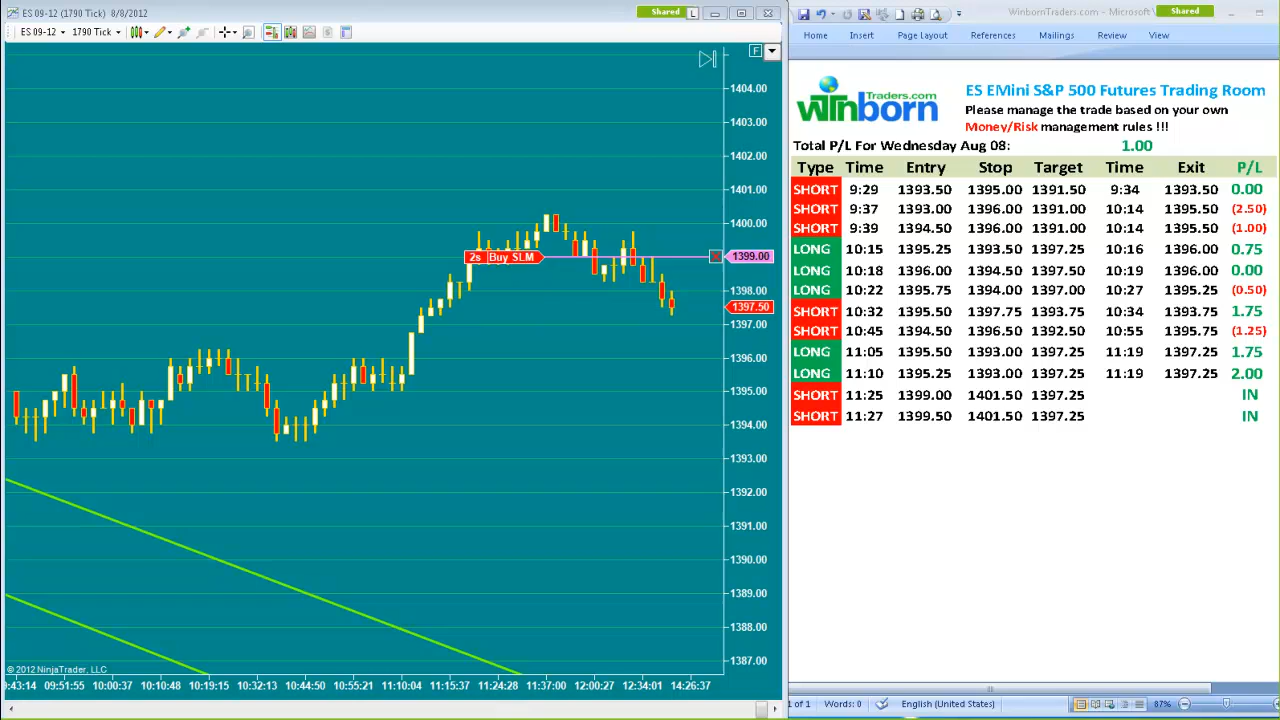 ES 09-12 (1790 Tick) 8/8/2012
Shared
L
ES 09-12
1790 Tick
F
1404.00
1403.00
1402.00
1401.00
1400.00
1399.00
1398.00
1397.50
1397.00
1396.00
1395.00
1394.00
1393.00
1392.00
1391.00
1390.00
1389.00
1388.00
1387.00
2s Buy SLM
© 2012 NinjaTrader, LLC
9:43:14 9:51:55 10:00:37 10:10:48 10:19:15 10:32:13 10:44:50 10:55:21 11:10:04 11:15:37 11:24:28 11:37:00 12:00:27 12:34:01 14:26:37
WinbornTraders.com - Microsoft
Shared
Home Insert Page Layout References Mailings Review View
winborn
Traders.com
ES EMini S&P 500 Futures Trading Room
Please manage the trade based on your own
Money/Risk management rules !!!
Total P/L For Wednesday Aug 08: 1.00
Type Time Entry Stop Target Time Exit P/L
SHORT 9:29 1393.50 1395.00 1391.50 9:34 1393.50 0.00
SHORT 9:37 1393.00 1396.00 1391.00 10:14 1395.50 (2.50)
SHORT 9:39 1394.50 1396.00 1391.00 10:14 1395.50 (1.00)
LONG 10:15 1395.25 1393.50 1397.25 10:16 1396.00 0.75
LONG 10:18 1396.00 1394.50 1397.50 10:19 1396.00 0.00
LONG 10:22 1395.75 1394.00 1397.00 10:27 1395.25 (0.50)
SHORT 10:32 1395.50 1397.75 1393.75 10:34 1393.75 1.75
SHORT 10:45 1394.50 1396.50 1392.50 10:55 1395.75 (1.25)
LONG 11:05 1395.50 1393.00 1397.25 11:19 1397.25 1.75
LONG 11:10 1395.25 1393.00 1397.25 11:19 1397.25 2.00
SHORT 11:25 1399.00 1401.50 1397.25 IN
SHORT 11:27 1399.50 1401.50 1397.25 IN
1 of 1 Words: 0 English (United States) 87%